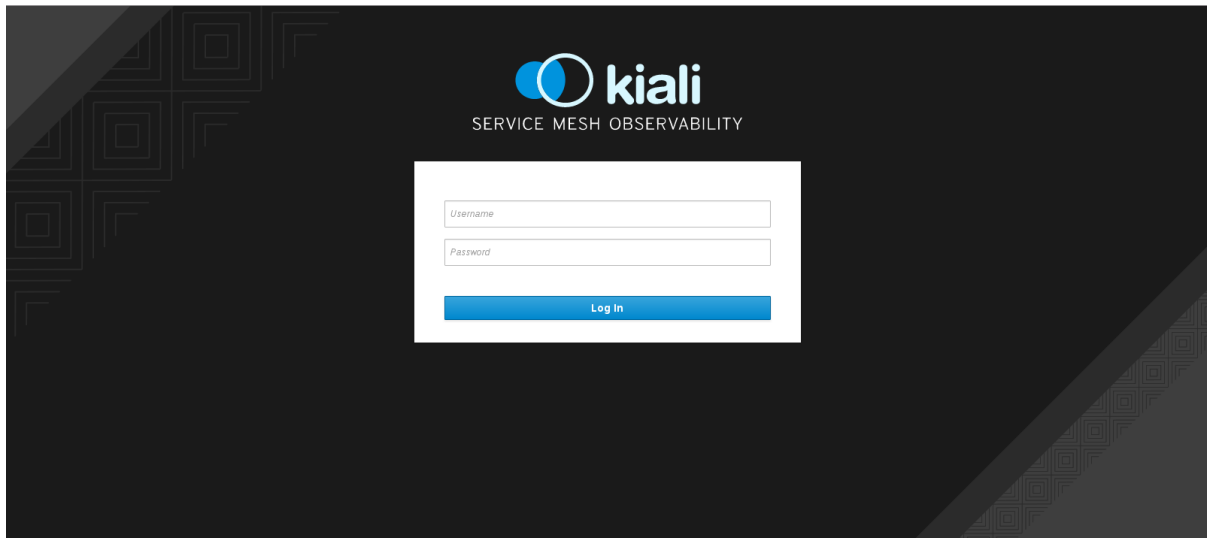 kiali
SERVICE MESH OBSERVABILITY
Username
Password
Log In